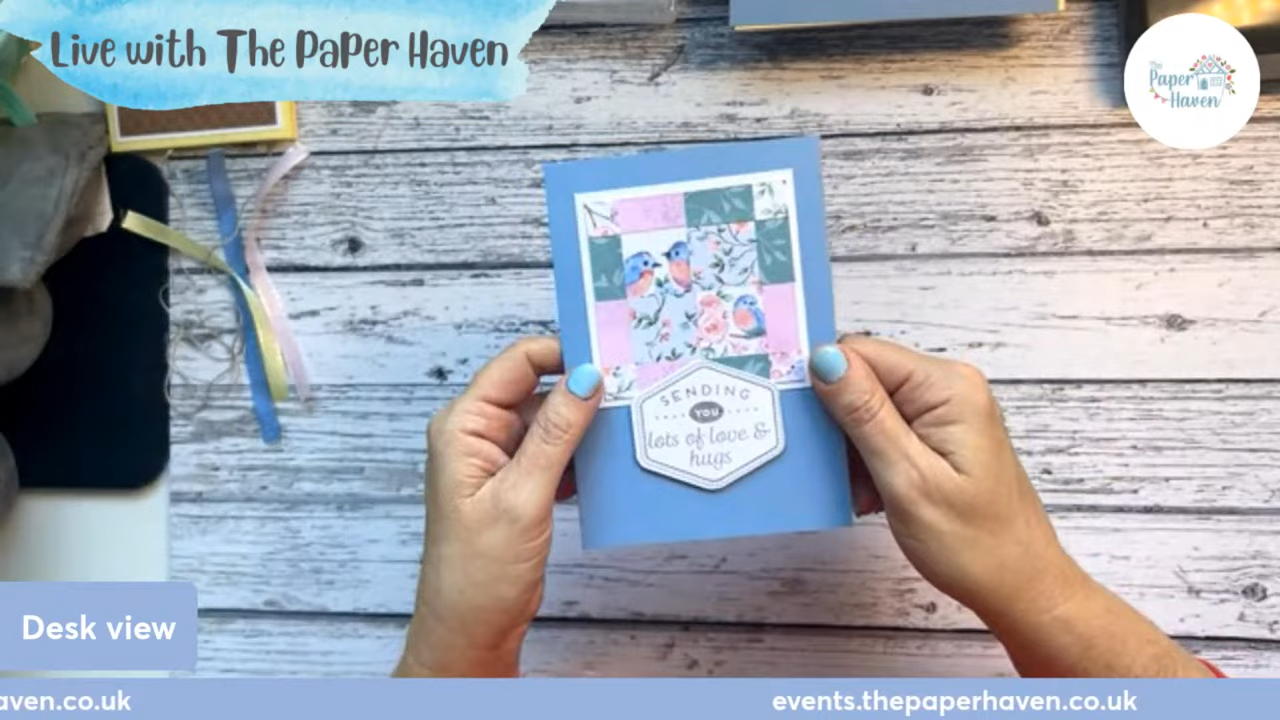 Live with The Paper Haven
The
Paper
Haven
SENDING
YOU
lots of love &
hugs
Desk view
aven.co.uk
events.thepaperhaven.co.uk